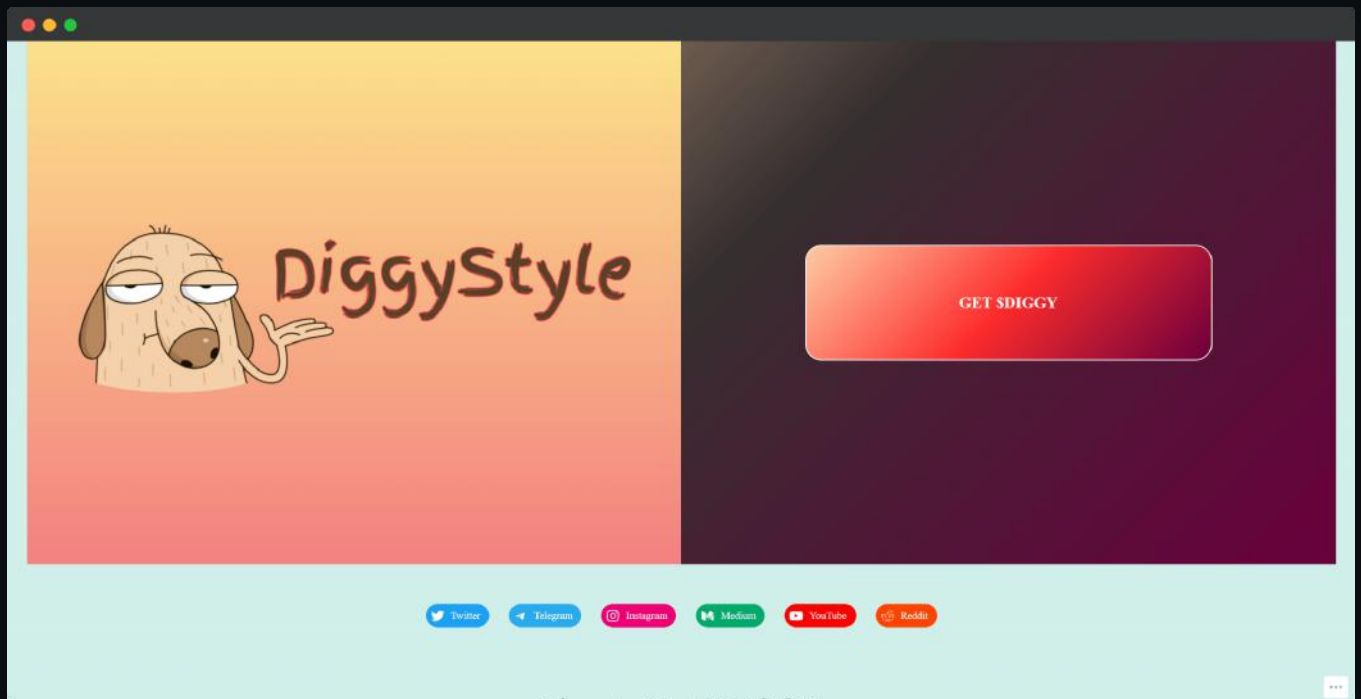 DiggyStyle
GET $DIGGY
Twitter
Telegram
Instagram
Medium
YouTube
Reddit